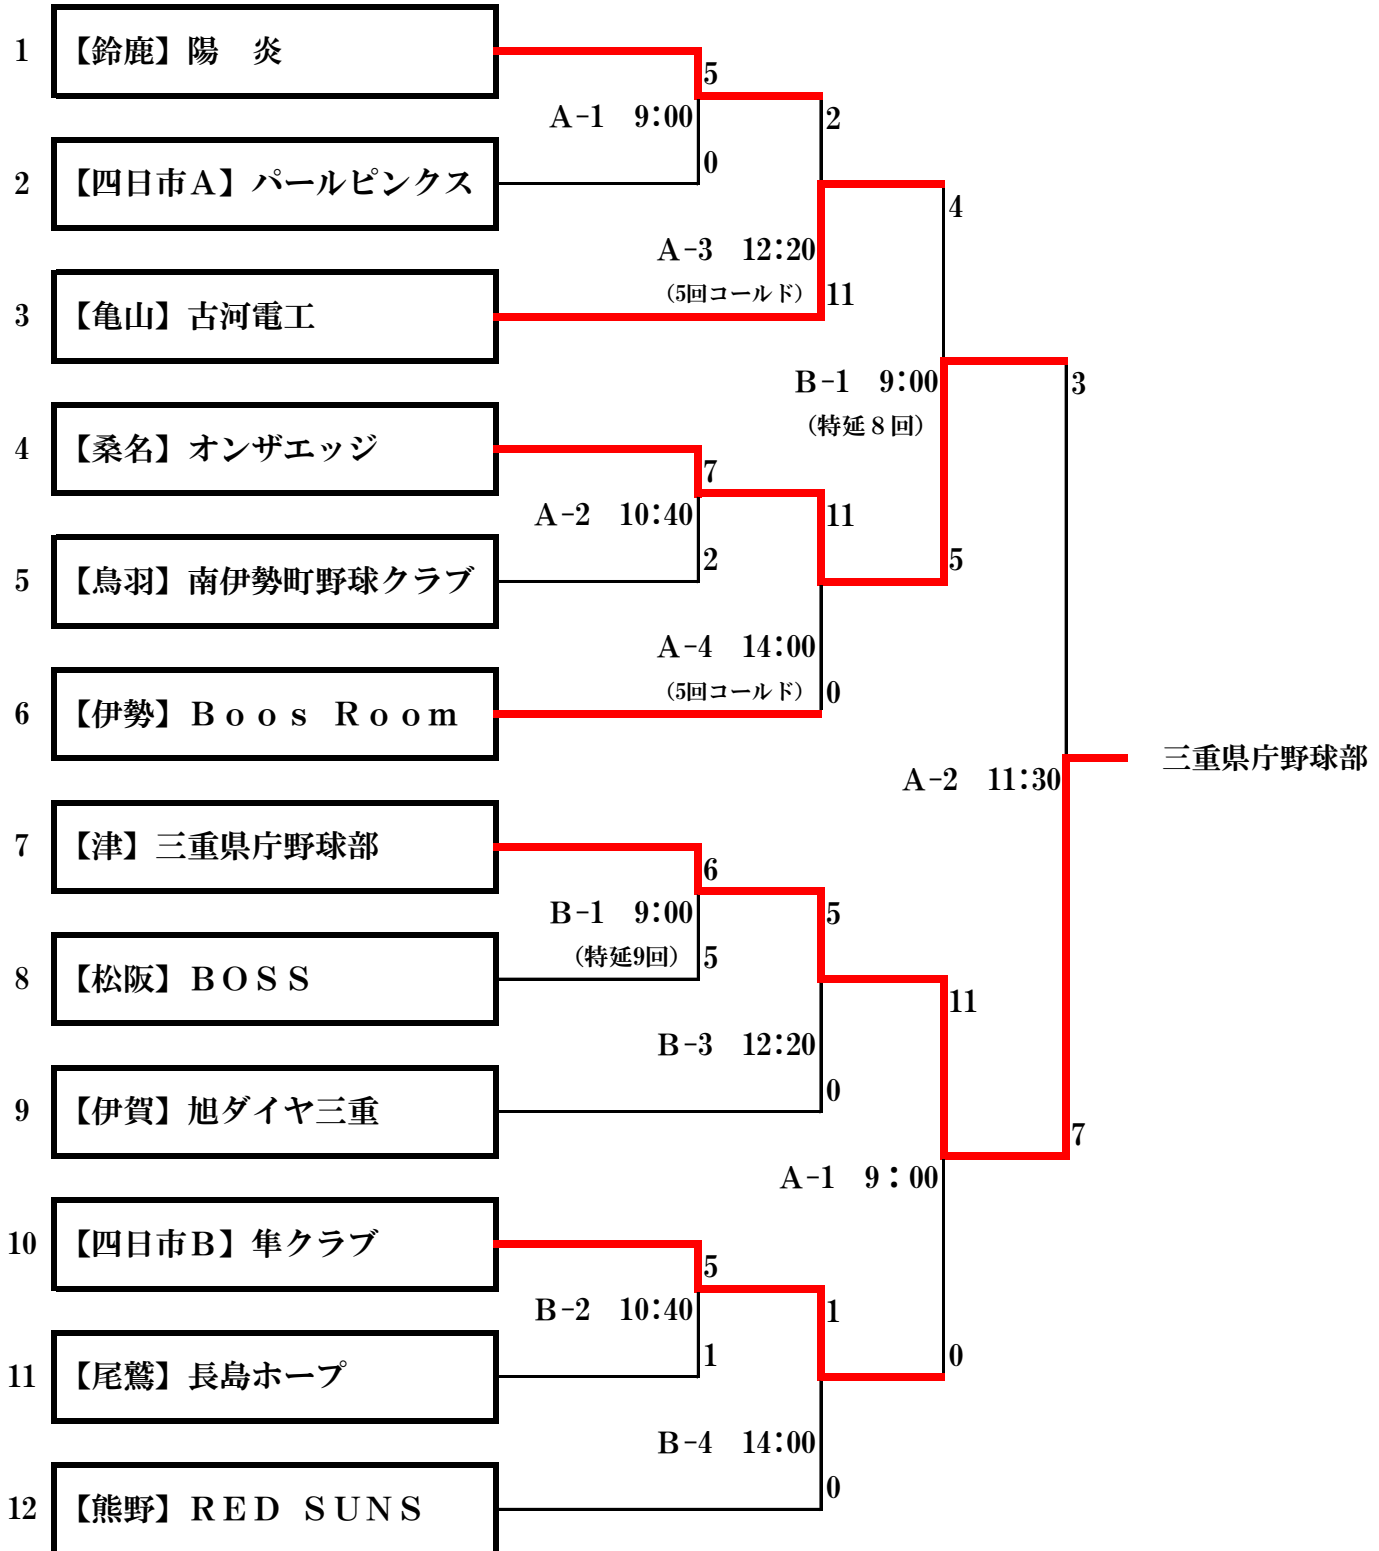 1 【鈴鹿】陽　炎
5
A-1 9:00
2
0
2 【四日市A】パールピンクス
4
A-3 12:20
（5回コールド）
11
3 【亀山】古河電工
B-1 9:00
3
（特延８回）
4 【桑名】オンザエッジ
7
A-2 10:40
11
2
5
5 【鳥羽】南伊勢町野球クラブ
A-4 14:00
（5回コールド）
0
6 【伊勢】Ｂｏｏｓ Ｒｏｏｍ
三重県庁野球部
A-2 11:30
7 【津】三重県庁野球部
6
B-1 9:00
5
（特延9回）
5
8 【松阪】ＢＯＳＳ
11
B-3 12:20
0
9 【伊賀】旭ダイヤ三重
7
A-1 9：00
10 【四日市Ｂ】隼クラブ
5
B-2 10:40
1
1
0
11 【尾鷲】長島ホープ
B-4 14:00
0
12 【熊野】ＲＥＤ ＳＵＮＳ